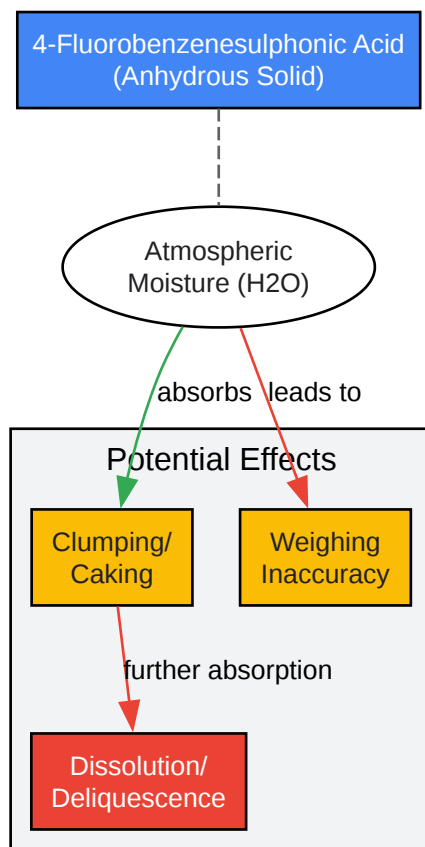 4-Fluorobenzenesulphonic Acid
(Anhydrous Solid)
Atmospheric
Moisture (H2O)
absorbs
leads to
Potential Effects
Clumping/
Caking
Weighing
Inaccuracy
further absorption
Dissolution/
Deliquescence